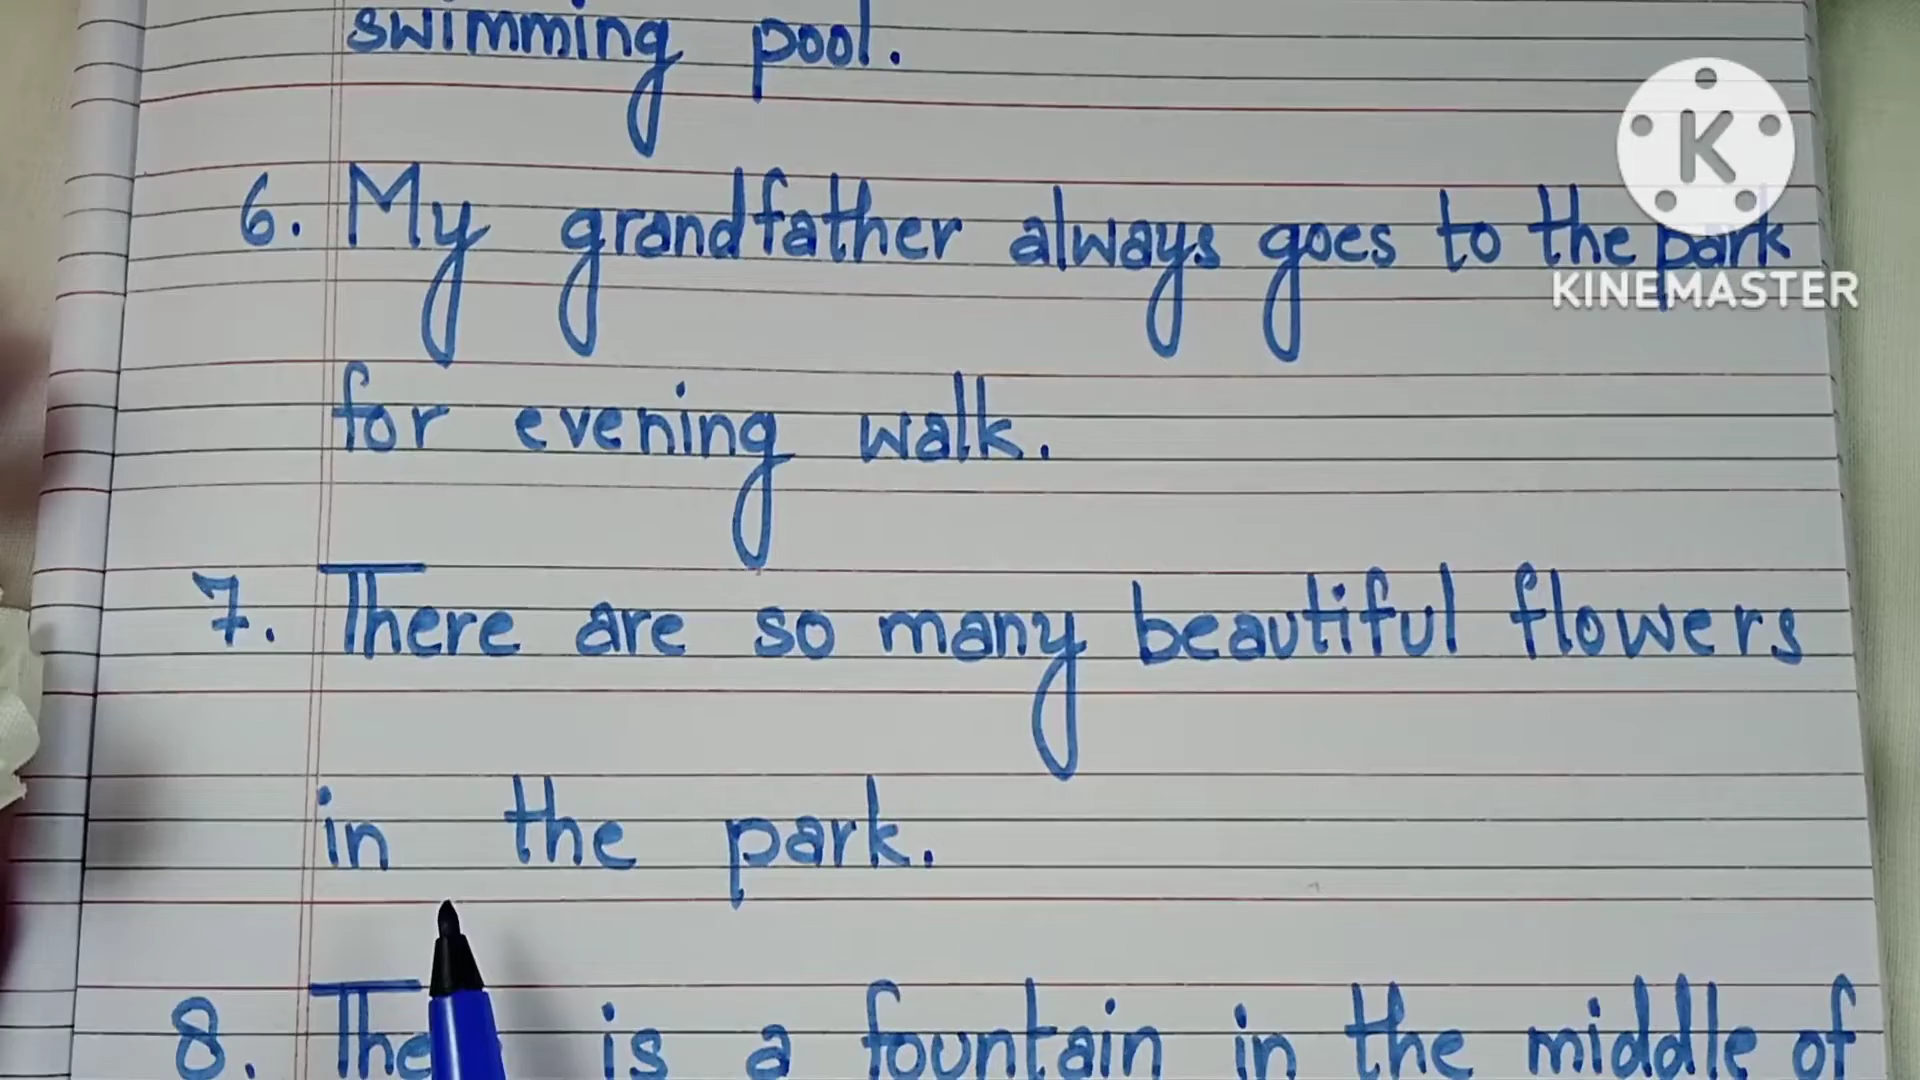 swimming pool.
6. My grandfather always goes to the park
for evening walk.
7. There are so many beautiful flowers
in the park.
8. is a fountain in the middle of
K
KINEMASTER